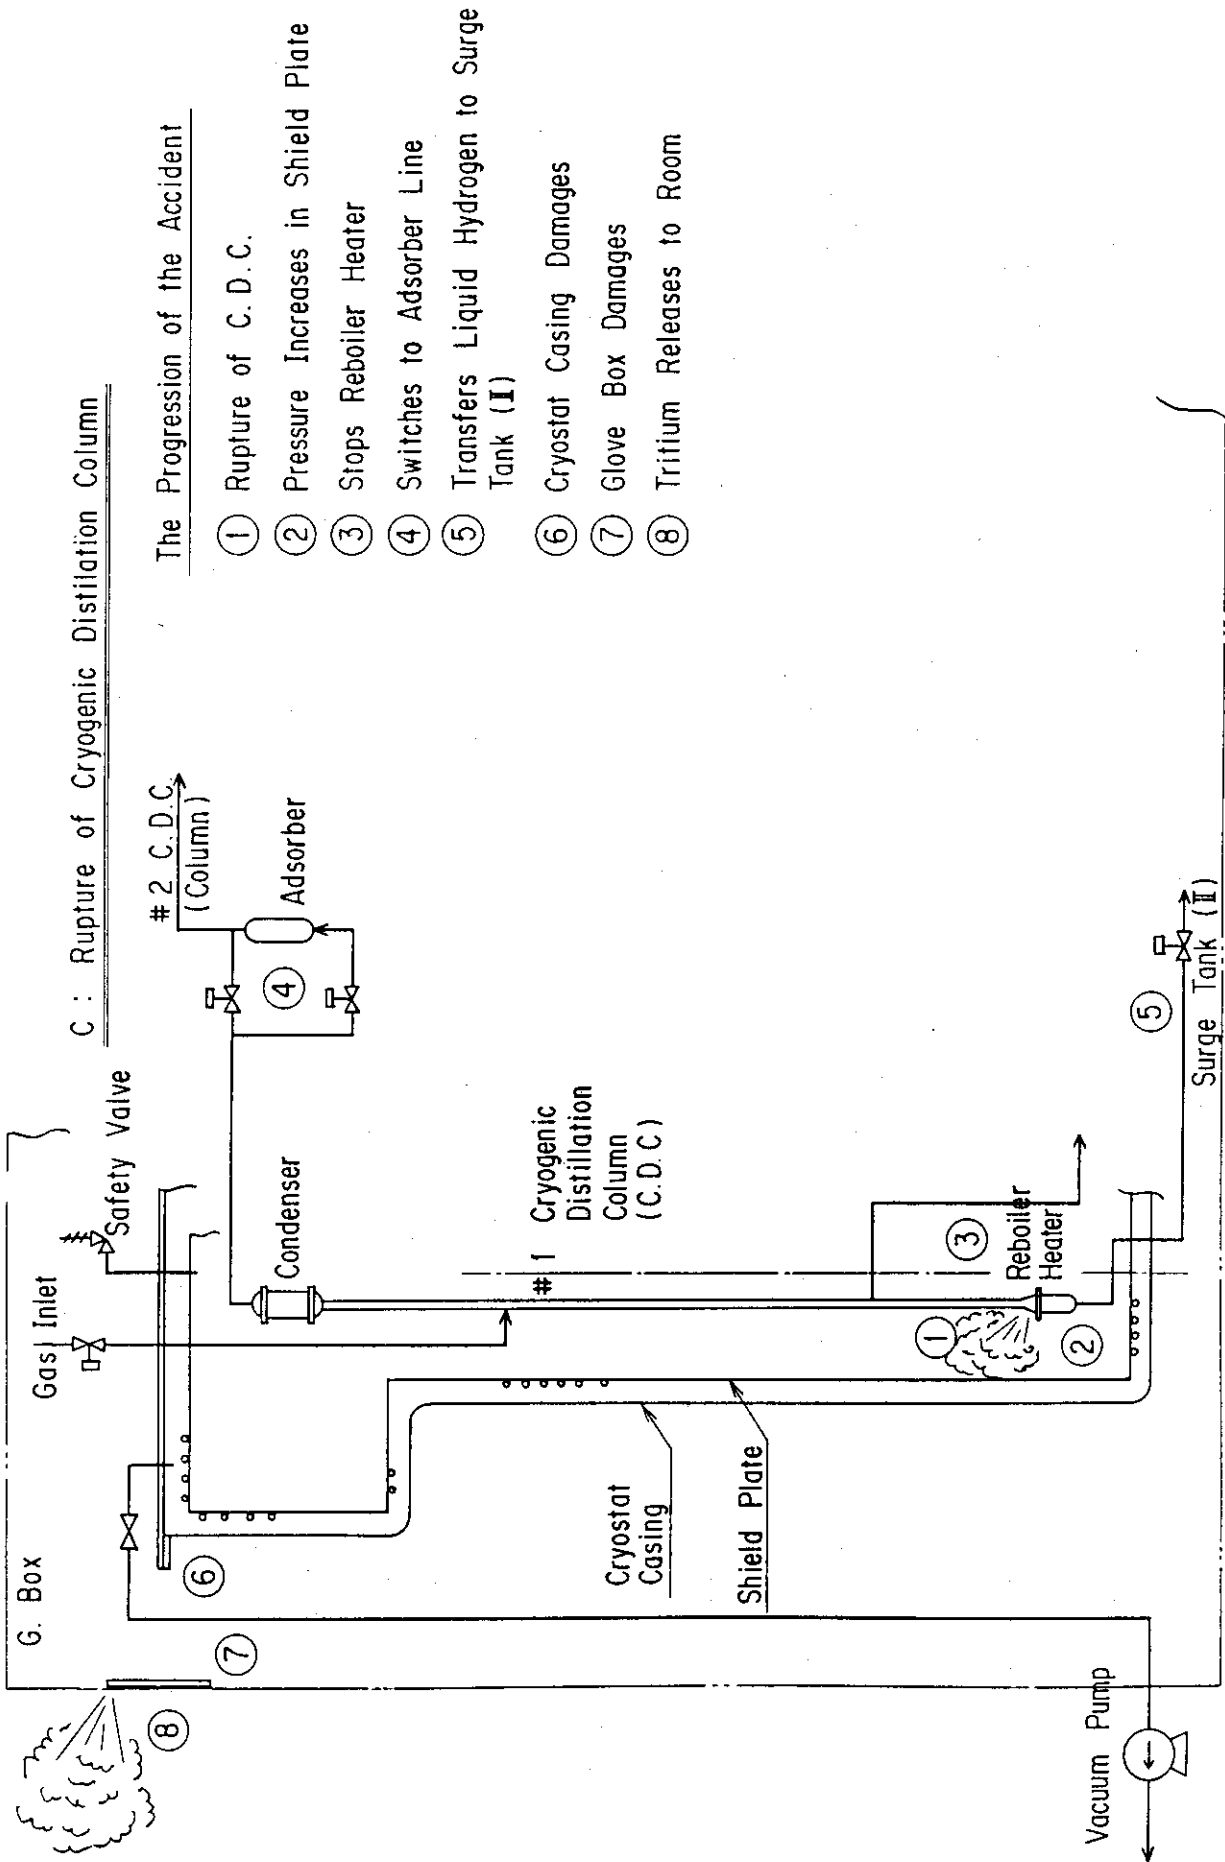 C : Rupture of Cryogenic Distilation Column
The Progression of the Accident
① Rupture of C.D.C.
② Pressure Increases in Shield Plate
③ Stops Reboiler Heater
④ Switches to Adsorber Line
⑤ Transfers Liquid Hydrogen to Surge
Tank (II)
⑥ Cryostat Casing Damages
⑦ Glove Box Damages
⑧ Tritium Releases to Room
G. Box
Gas Inlet
Safety Valve
#2 C.D.C.
(Column)
Adsorber
④
Condenser
⑥
⑦
⑧
#1 Cryogenic
Distillation
Column
(C.D.C)
Cryostat
Casing
Shield Plate
①
②
③
Reboiler
Heater
⑤
Surge Tank (II)
Vacuum Pump